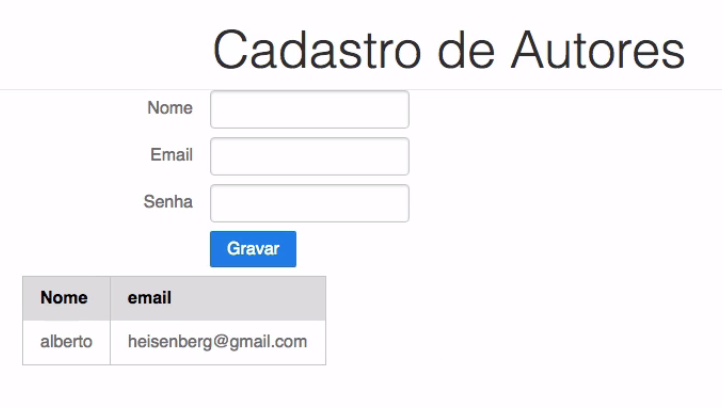 Cadastro de Autores
Nome
Email
Senha
Gravar
Nome email
alberto heisenberg@gmail.com